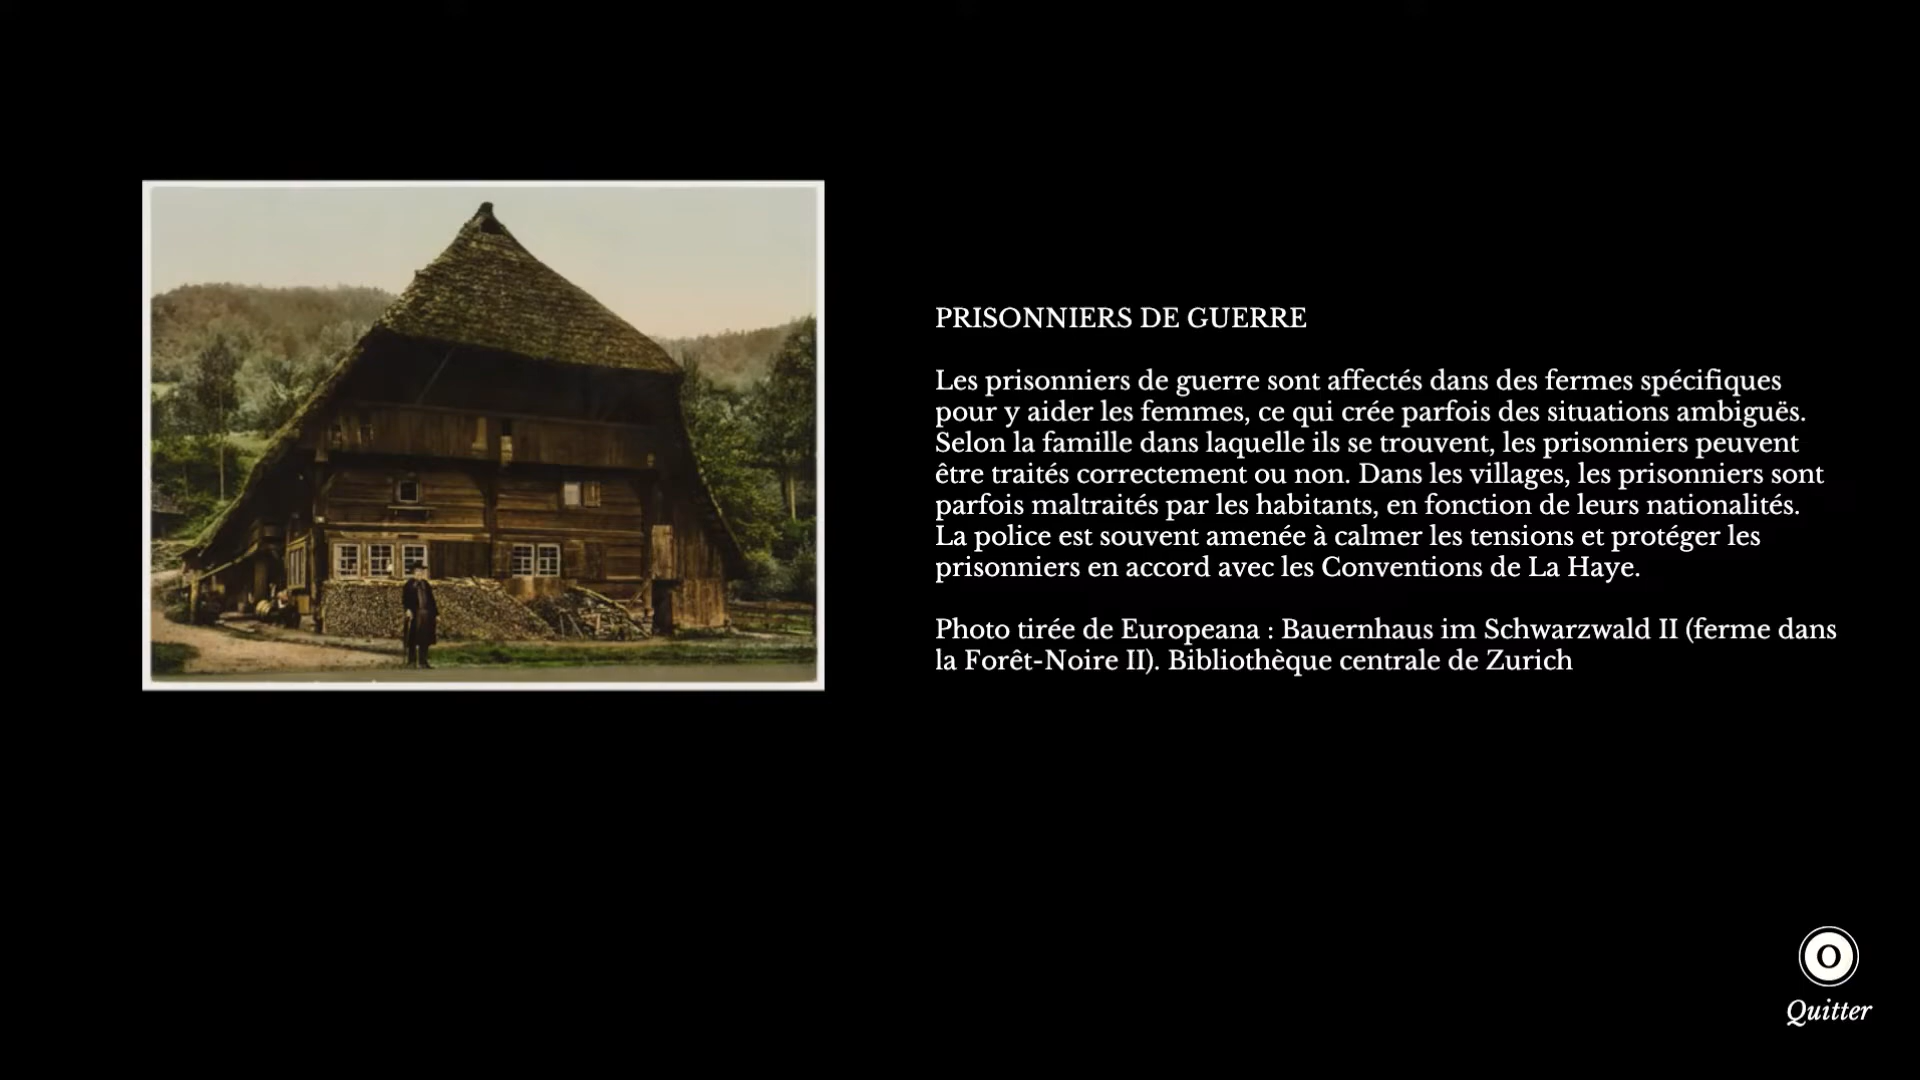 PRISONNIERS DE GUERRE
Les prisonniers de guerre sont affectés dans des fermes spécifiques
pour y aider les femmes, ce qui crée parfois des situations ambiguës.
Selon la famille dans laquelle ils se trouvent, les prisonniers peuvent
être traités correctement ou non. Dans les villages, les prisonniers sont
parfois maltraités par les habitants, en fonction de leurs nationalités.
La police est souvent amenée à calmer les tensions et protéger les
prisonniers en accord avec les Conventions de La Haye.
Photo tirée de Europeana : Bauernhaus im Schwarzwald II (ferme dans
la Forêt-Noire II). Bibliothèque centrale de Zurich
O
Quitter